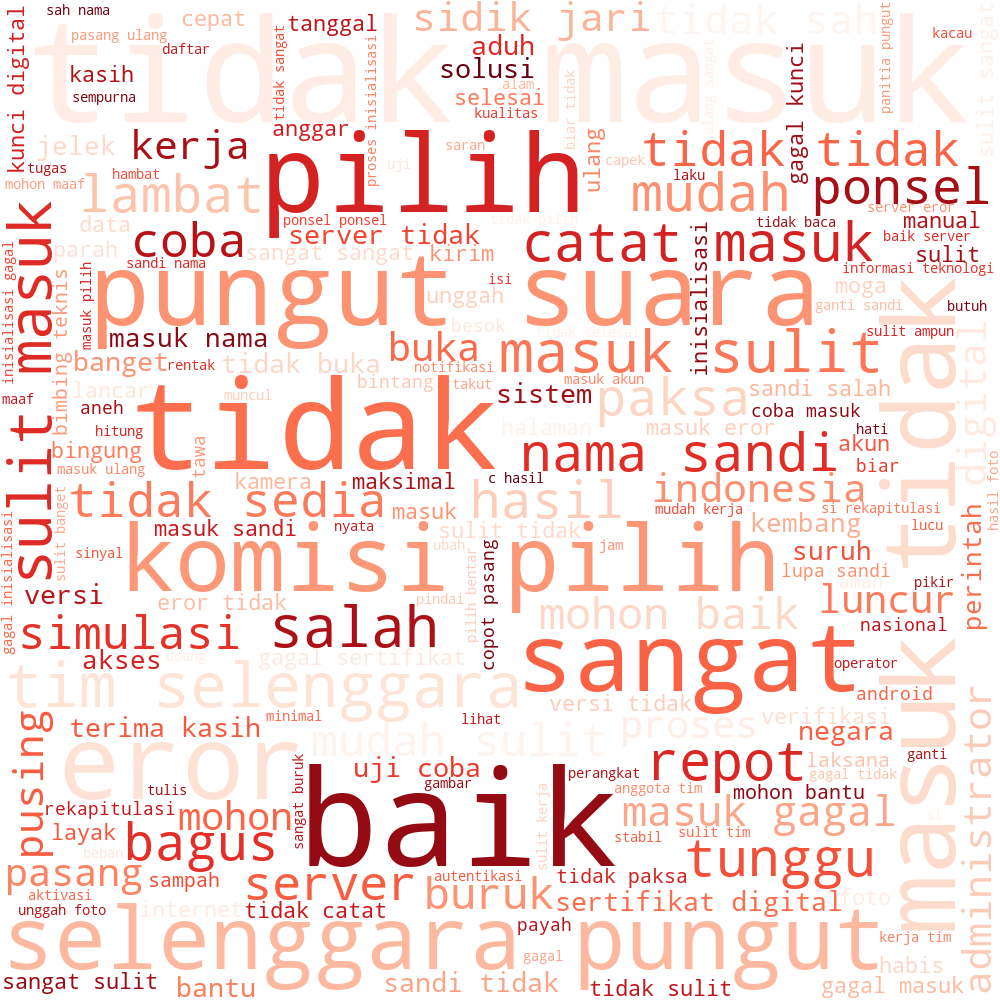 sah nama
pasang ulang
daftar
cepat
tanggal
sidik jari
tidak sah
kacau
kunci digital
kasih
sempurna
tidak masuk
tidak sangat
aduh
solusi
selesai
kualitas
alam
biar tidak
ulang sangat
gagal kunci
panitia pungut
sulit sangat
jelek
kerja
anggar
proses inisialisasi
saran
uji
capek
ulang
tidak tidak
tugas
mohon maaf
hambat
lambat
pilih
mudah
laku
ponsel
server eror
data
coba
ponsel ponsel
server tidak
tidak pilih
tidak baca
manual
baik server
parah
sandi nama
sangat sangat
kirim
catat masuk
sulit
informasi teknologi
inisialisasi gagal
sulit masuk
bimbing teknis
masuk pilih
pungut suara
isi
unggah
inisialisasi
moga
ganti sandi
butuh
masuk nama
besok
sulit ampun
banget
rentak
tidak buka
buka
notifikasi
masuk sulit
lancar
muncul
bintang
takut
masuk akun
sandi salah
maaf
aneh
tidak
sistem
paksa
coba masuk
hitung
halaman
masuk eror
hati
bingung
tawa
nama sandi
akun
masuk ulang
kamera
maksimal
c hasil
biar
tidak masuk
digital
tidak sedia
masuk
hasil
indonesia
mudah kerja
si rekapitulasi
hasil foto
gagal inisialisasi
sulit banget
masuk sandi
nyata
sulit tidak
kembang
lucu
perintah
sinyal
komisi pilih
ubah
jam
suruh
lupa sandi
pikir
versi
eror tidak
pindai
copot pasang
pilih bentar
aman
luncur
simulasi
salah
mohon baik
nasional
akses
gagal sertifikat
sangat
operator
tim selenggara
versi tidak
android
administrator
pusing
terima kasih
minimal
lihat
proses
verifikasi
negara
mudah sulit
eror
uji coba
gambar
perangkat
repot
laksana
ganti
gagal tidak
tulis
sangat buruk
baik
anggota tim
mohon bantu
rekapitulasi
mohon
masuk gagal
si
layak
bagus
stabil
sulit tim
beban
sulit kerja
tunggu
pasang
sampah
server
autentikasi
tidak paksa
aktivasi
buruk
sertifikat digital
foto
unggah foto
internet
tidak catat
payah
selenggara pungut
kerja tim
gagal
habis
sangat sulit
bantu
sandi tidak
tidak sulit
gagal masuk